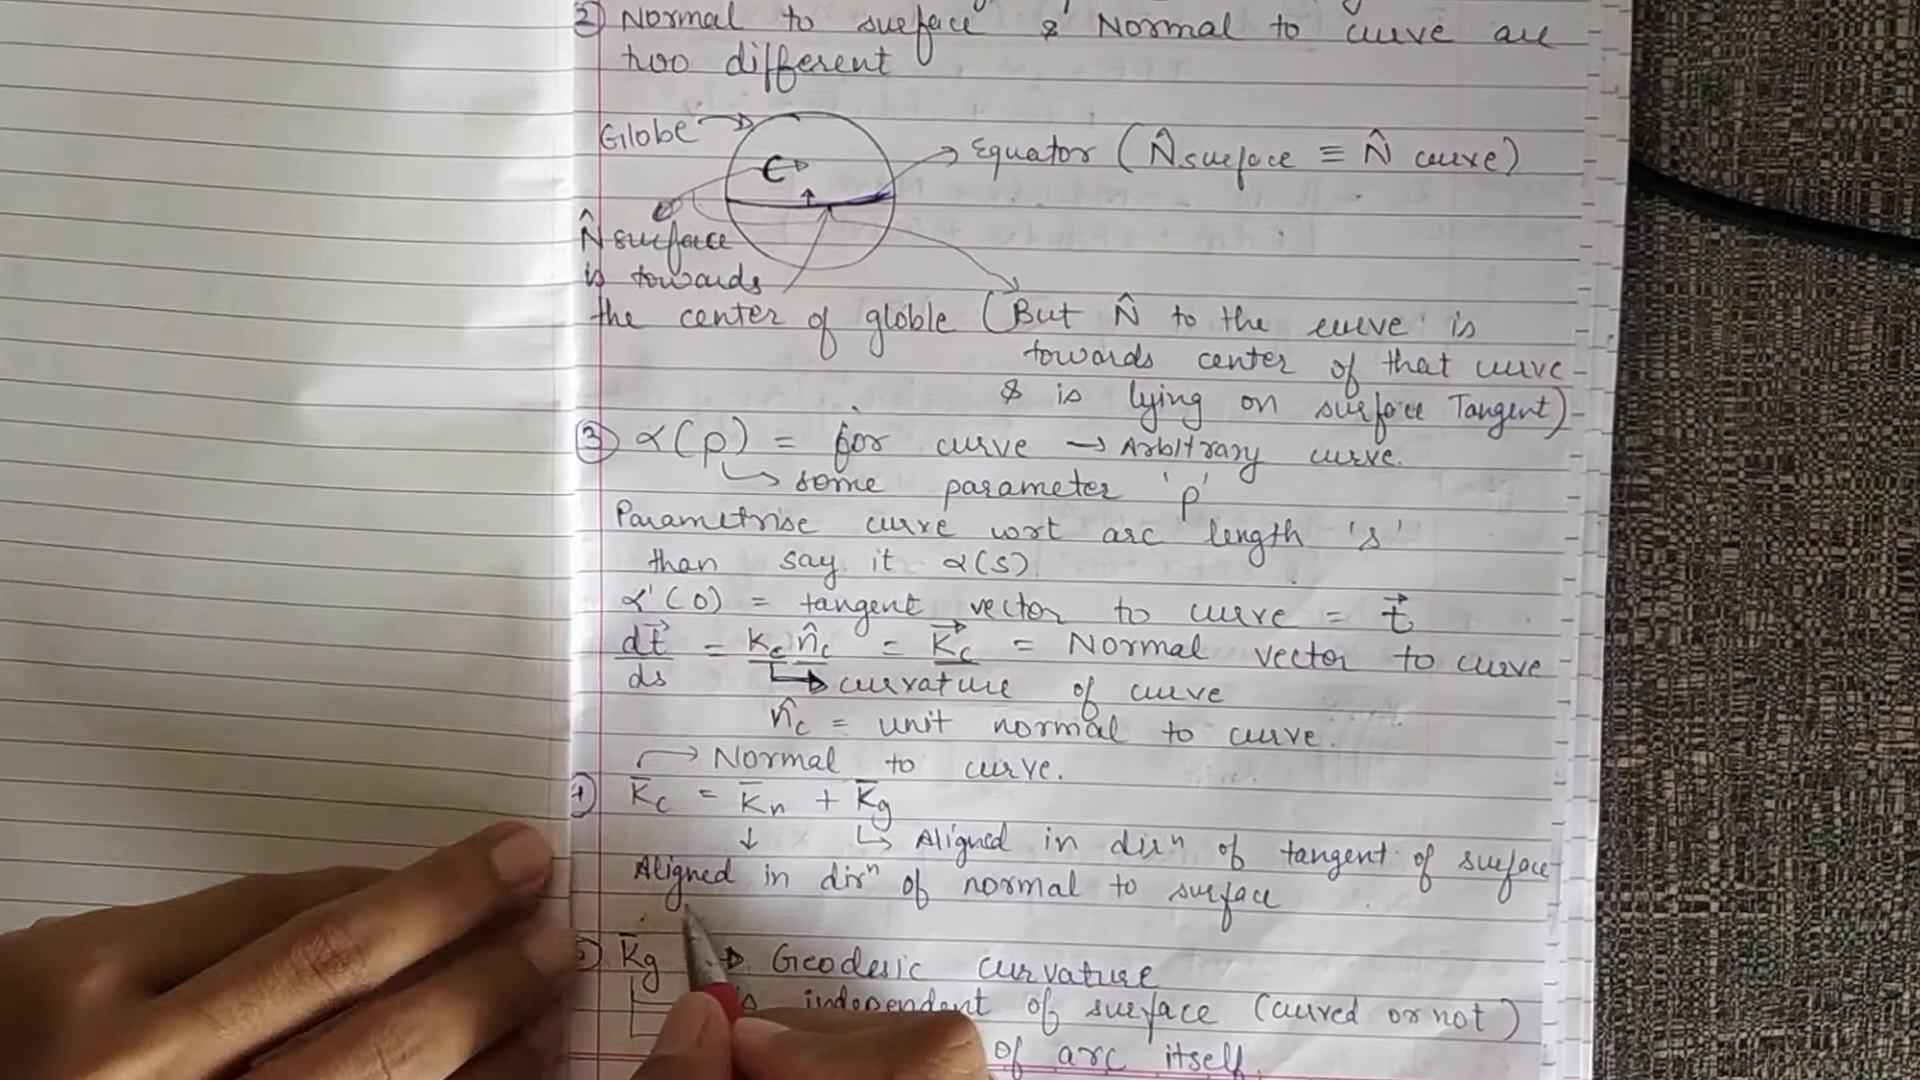 ② Normal to surface & Normal to curve are
two different
Globe → Equator (N̂ surface ≡ N̂ curve)
N̂ surface
is towards
the center of globle (But N̂ to the curve is
towards center of that curve
& is lying on surface Tangent)
③ α(p) = for curve → Arbitrary curve.
↳ some parameter 'p'
Parametrise curve wrt arc length 's'
than say it α(s)
α'(0) = tangent vector to curve = t⃗
dt⃗/ds = Kc n̂c = K⃗c = Normal vector to curve
↳ curvature of curve
n̂c = unit normal to curve.
→ Normal to curve.
K̄c = K̄n + K̄g
↓ ↳ Aligned in dirⁿ of tangent of surface
Aligned in dirⁿ of normal to surface
K̄g → Geodesic curvature
independent of surface (curved or not)
of arc itself.